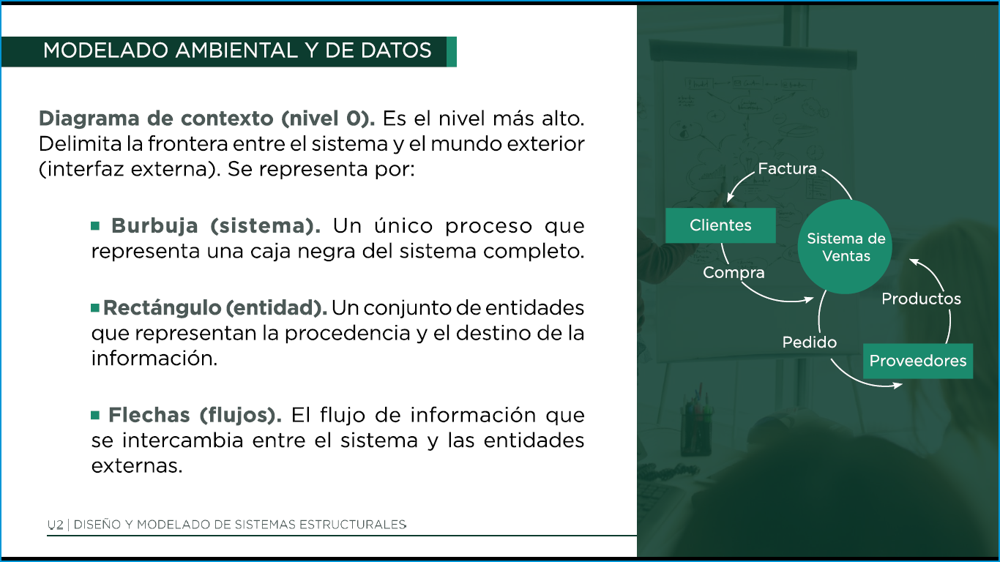 MODELADO AMBIENTAL Y DE DATOS
Diagrama de contexto (nivel 0). Es el nivel más alto.
Delimita la frontera entre el sistema y el mundo exterior
(interfaz externa). Se representa por:
Burbuja (sistema). Un único proceso que
representa una caja negra del sistema completo.
Rectángulo (entidad). Un conjunto de entidades
que representan la procedencia y el destino de la
información.
Flechas (flujos). El flujo de información que
se intercambia entre el sistema y las entidades
externas.
U2 | DISEÑO Y MODELADO DE SISTEMAS ESTRUCTURALES
Factura
Clientes
Sistema de
Ventas
Compra
Productos
Pedido
Proveedores